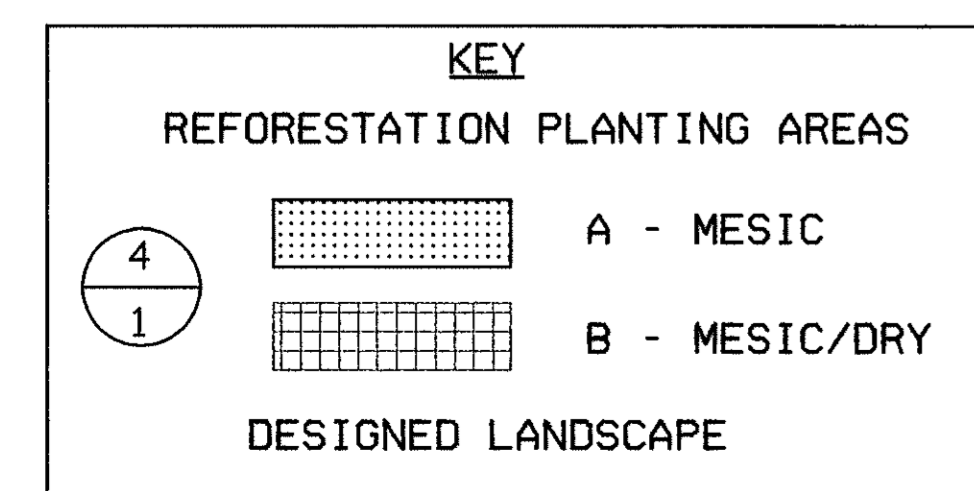 KEY
REFORESTATION PLANTING AREAS
4
1
A - MESIC
B - MESIC/DRY
DESIGNED LANDSCAPE